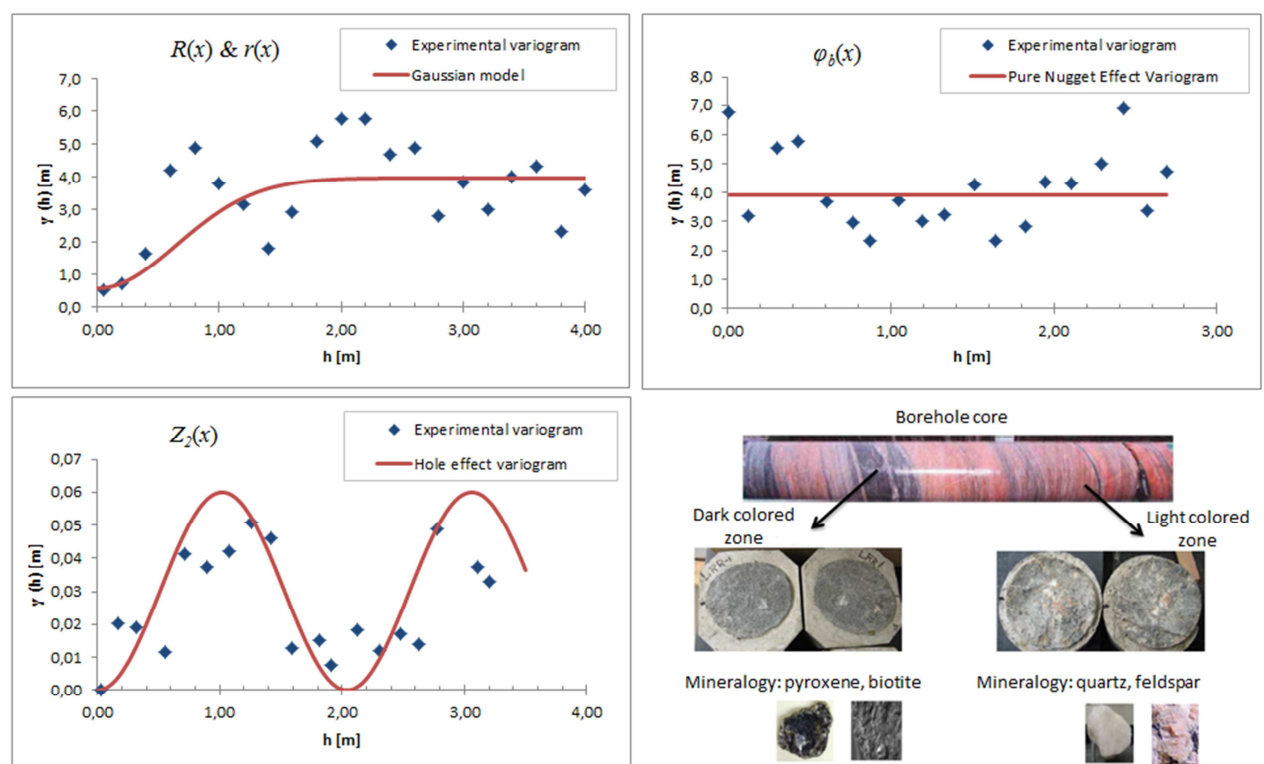 R(x) & r(x)
Experimental variogram
Gaussian model
7,0
6,0
5,0
4,0
3,0
2,0
1,0
0,0
γ (h) [m]
0,00 1,00 2,00 3,00 4,00
h [m]
φb(x)
Experimental variogram
Pure Nugget Effect Variogram
8,0
7,0
6,0
5,0
4,0
3,0
2,0
1,0
0,0
γ (h) [m]
0,00 1,00 2,00 3,00
h [m]
Z2(x)
Experimental variogram
Hole effect variogram
0,07
0,06
0,05
0,04
0,03
0,02
0,01
0,00
γ (h) [m]
0,00 1,00 2,00 3,00 4,00
h [m]
Borehole core
Dark colored
zone
Light colored
zone
Mineralogy: pyroxene, biotite
Mineralogy: quartz, feldspar